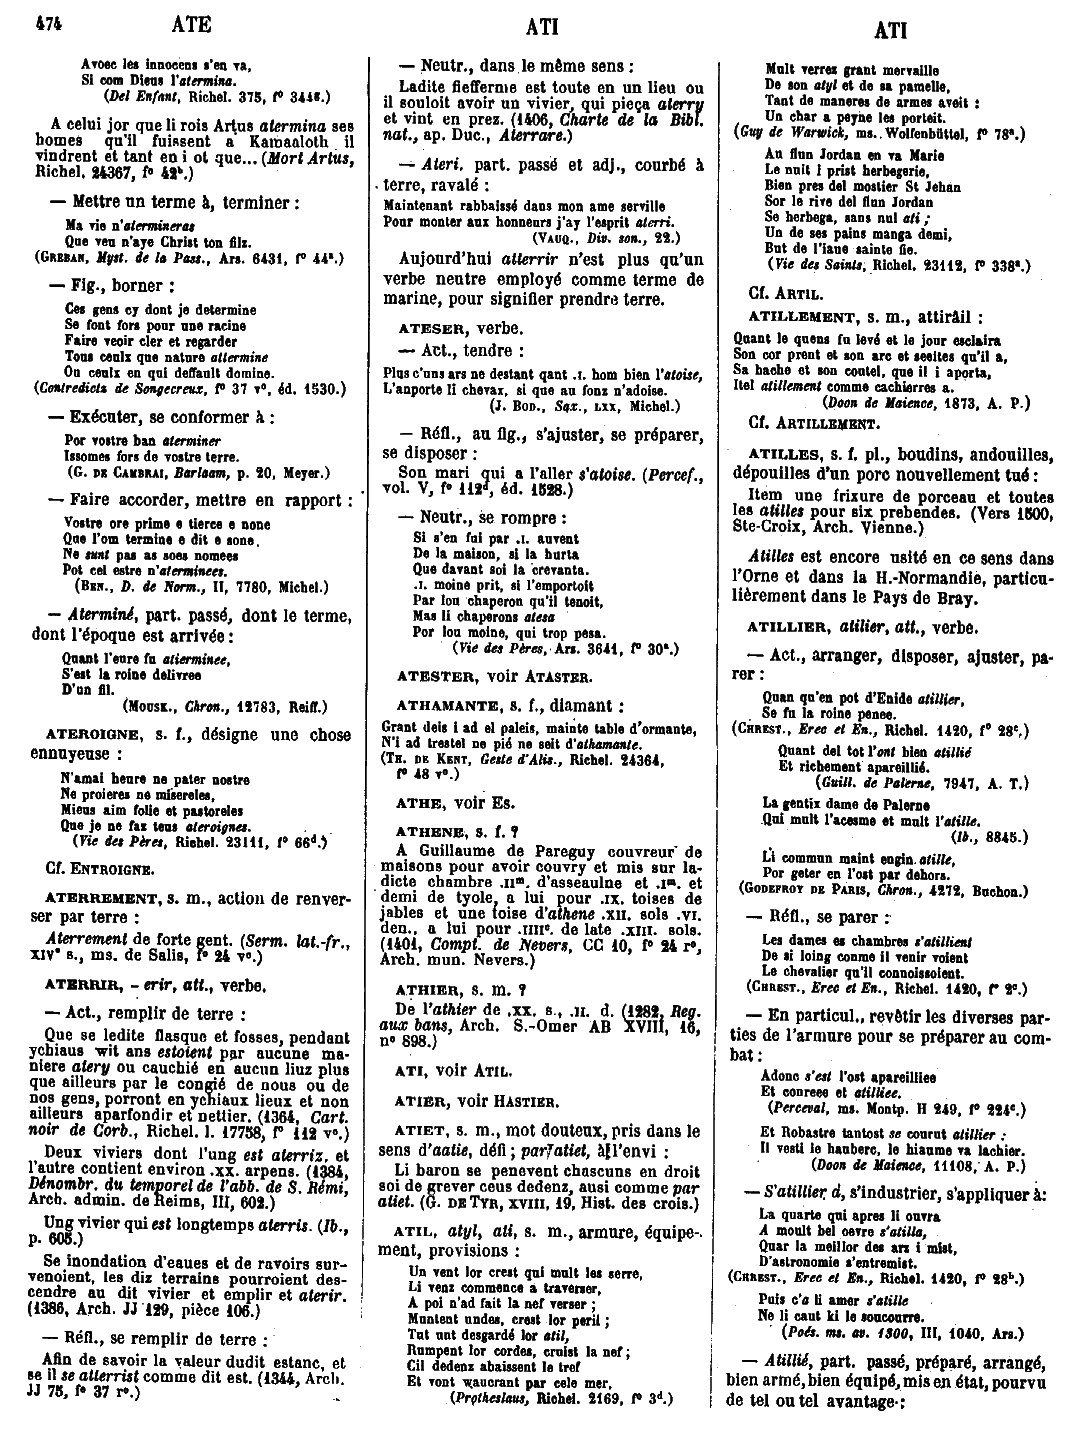 474 ATE ATI ATI
Avoec les innocens s'en va,
Si com Dieus l'atermina.
(Del Enfant, Richel. 375, f° 344e.)
A celui jor que li rois Artus atermina ses
homes qu'il fuissent a Kamaaloth il
vindrent et tant en i ot que... (Mort Artus,
Richel. 24367, f° 42b.)
— Mettre un terme à, terminer :
Ma vie n'atermineras
Que veu n'aye Christ ton filz.
(GREBAN, Myst. de la Pass., Ars. 6431, f° 44a.)
— Fig., borner :
Ces gens cy dont je determine
Se font fors pour une racine
Faire veoir cler et regarder
Tous ceulx que nature attermine
Ou ceulx en qui deffault domine.
(Contredictz de Songecreux, f° 37 v°, éd. 1530.)
— Exécuter, se conformer à :
Por vostre ban aterminer
Issomes fors de vostre terre.
(G. DE CAMBRAI, Barlaam, p. 20, Meyer.)
— Faire accorder, mettre en rapport :
Vostre ore prime e tierce e none
Que l'om termine e dit e sone,
Ne sunt pas as soes nomees
Pot cel estre n'aterminees.
(BEN., D. de Norm., II, 7780, Michel.)
— Aterminé, part. passé, dont le terme,
dont l'époque est arrivée :
Quant l'eure fu atierminee,
S'est la roine delivree
D'un fil.
(MOUSK., Chron., 12783, Reiff.)
ATEROIGNE, s. f., désigne une chose
ennuyeuse :
N'amai heure ne pater nostre
Ne proieres ne misereles,
Mieus aim folie et pastoreles
Que je ne faz teus ateroignes.
(Vie des Pères, Richel. 23111, f° 66d.)
Cf. ENTROIGNE.
ATERREMENT, s. m., action de renver-
ser par terre :
Aterrement de forte gent. (Serm. lat.-fr.,
XIVe s., ms. de Salis, f° 24 v°.)
ATERRIR, - erir, att., verbe.
— Act., remplir de terre :
Que se ledite flasque et fosses, pendant
ychiaus wit ans estoient par aucune ma-
niere atery ou cauchié en aucun liuz plus
que ailleurs par le congié de nous ou de
nos gens, porront en ychiaux lieux et non
ailleurs aparfondir et nettier. (1364, Cart.
noir de Corb., Richel. l. 17758, f° 112 v°.)
Deux viviers dont l'ung est aterriz, et
l'autre contient environ .xx. arpens. (1384,
Dénombr. du temporel de l'abb. de S. Rémi,
Arch. admin. de Reims, III, 602.)
Ung vivier qui est longtemps aterris. (Ib.,
p. 605.)
Se inondation d'eaues et de ravoirs sur-
venoient, les diz terrains pourroient des-
cendre au dit vivier et emplir et aterir.
(1386, Arch. JJ 129, pièce 106.)
— Réfl., se remplir de terre :
Afin de savoir la valeur dudit estanc, et
se il se atterrist comme dit est. (1344, Arch.
JJ 75, f° 37 r°.)
— Neutr., dans le même sens :
Ladite fiefferme est toute en un lieu ou
il souloit avoir un vivier, qui pieça aterry
et vint en prez. (1406, Charte de la Bibl.
nat., ap. Duc., Aterrare.)
— Ateri, part. passé et adj., courbé à
terre, ravalé :
Maintenant rabbaissé dans mon ame serville
Pour monter aux honneurs j'ay l'esprit aterri.
(VAUQ., Div. son., 22.)
Aujourd'hui atterrir n'est plus qu'un
verbe neutre employé comme terme de
marine, pour signifier prendre terre.
ATESER, verbe.
— Act., tendre :
Plus c'uns ars ne destant qant .I. hom bien l'atoise,
L'anporte li chevax, si que au fonz n'adoise.
(J. BOD., Sax., LXX, Michel.)
— Réfl., au fig., s'ajuster, se préparer,
se disposer :
Son mari qui a l'aller s'atoise. (Percef.,
vol. V, f° 112d, éd. 1528.)
— Neutr., se rompre :
Si s'en fui par .I. auvent
De la maison, si la hurta
Que davant soi la crevanta.
.I. moine prit, si l'emportoit
Par lou chaperon qu'il tenoit,
Mas li chaperons atesa
Por lou moine, qui trop pesa.
(Vie des Pères, Ars. 3641, f° 30a.)
ATESTER, voir ATASTER.
ATHAMANTE, s. f., diamant :
Grant deis i ad el paleis, mainte table d'ormante,
N'i ad trestel ne pié ne seit d'athamante.
(TH. DE KENT, Geste d'Alis., Richel. 24364,
f° 48 v°.)
ATHE, voir ES.
ATHENE, s. f. ?
A Guillaume de Pareguy couvreur de
maisons pour avoir couvry et mis sur la-
dicte chambre .IIm. d'asseaulne et .Im. et
demi de tyole, a lui pour .IX. toises de
jables et une toise d'athene .XII. sols .VI.
den., a lui pour .IIIIc. de late .XIII. sols.
(1401, Compt. de Nevers, CC 10, f° 24 r°,
Arch. mun. Nevers.)
ATHIER, s. m. ?
De l'athier de .XX. s., .II. d. (1282, Reg.
aux bans, Arch. S.-Omer AB XVIII, 16,
n° 898.)
ATI, voir ATIL.
ATIER, voir HASTIER.
ATIET, s. m., mot douteux, pris dans le
sens d'aatie, défi ; par atiet, à l'envi :
Li baron se penevent chascuns en droit
soi de grever ceus dedenz, ausi comme par
atiet. (G. DE TYR, XVIII, 19, Hist. des crois.)
ATIL, atyl, ati, s. m., armure, équipe-
ment, provisions :
Un vent lor crest qui mult les serre,
Li venz commence a traverser,
A poi n'ad fait la nef verser ;
Muntent undes, crest lor peril ;
Tut unt desgardé lor atil,
Rumpent lor cordes, cruist la nef ;
Cil dedenz abaissent le tref
Et vont waucrant par cele mer,
(Protheslaus, Richel. 2169, f° 3d.)
Mult verrez grant mervaille
De son atyl et de sa pamelle,
Tant de maneres de armes aveit :
Un char a peyne les porteit.
(Guy de Warwick, ms. Wolfenbüttel, f° 78a.)
Au flun Jordan en va Marie
Le nuit i prist herbegerie,
Bien pres del mostier St Jehan
Sor le rive del flun Jordan
Se herbega, sans nul ati ;
Un de ses pains manga demi,
But de l'iaue sainte fie.
(Vie des Saints, Richel. 23112, f° 338a.)
Cf. ARTIL.
ATILLEMENT, s. m., attirail :
Quant le quens fu levé et le jour esclaira
Son cor prent et son arc et seeites qu'il a,
Sa hache et son coutel, que il i aporta,
Itel atillement comme cachierres a.
(Doon de Maience, 1873, A. P.)
Cf. ARTILLEMENT.
ATILLES, s. f. pl., boudins, andouilles,
dépouilles d'un porc nouvellement tué :
Item une frixure de porceau et toutes
les atilles pour six prebendes. (Vers 1500,
Ste-Croix, Arch. Vienne.)
Atilles est encore usité en ce sens dans
l'Orne et dans la H.-Normandie, particu-
lièrement dans le Pays de Bray.
ATILLIER, atilier, att., verbe.
— Act., arranger, disposer, ajuster, pa-
rer :
Quan qu'en pot d'Enide atillier,
Se fu la roine penee.
(CHREST., Erec et En., Richel. 1420, f° 28c.)
Quant del tot l'ont bien atillié
Et richement apareillié.
(Guill. de Palerne, 7947, A. T.)
La gentix dame de Palerne
Qui mult l'acesme et mult l'atille.
(Ib., 8845.)
Li commun maint engin atille,
Por geter en l'ost par dehors.
(GODEFROY DE PARIS, Chron., 4272, Buchon.)
— Réfl., se parer :
Les dames es chambres s'atillient
De si loing conme il venir voient
Le chevalier qu'il connoissoient.
(CHREST., Erec et En., Richel. 1420, f° 2c.)
— En particul., revêtir les diverses par-
ties de l'armure pour se préparer au com-
bat :
Adonc s'est l'ost apareilliee
Et conreee et atilliee.
(Perceval, ms. Montp. H 249, f° 224c.)
Et Robastre tantost se courut atillier :
Il vesti le hauberc, le hiaume va lachier.
(Doon de Maience, 11108, A. P.)
— S'atillier à, s'industrier, s'appliquer à :
La quarte qui apres li ouvra
A moult bel oevre s'atilla,
Quar la meillor des arz i mist,
D'astronomie s'entremist.
(CHREST., Erec et En., Richel. 1420, f° 28b.)
Puis c'a li amer s'atille
Ne li caut ki le soucourre.
(Poés. ms. av. 1300, III, 1040, Ars.)
— Atillié, part. passé, préparé, arrangé,
bien armé, bien équipé, mis en état, pourvu
de tel ou tel avantage :